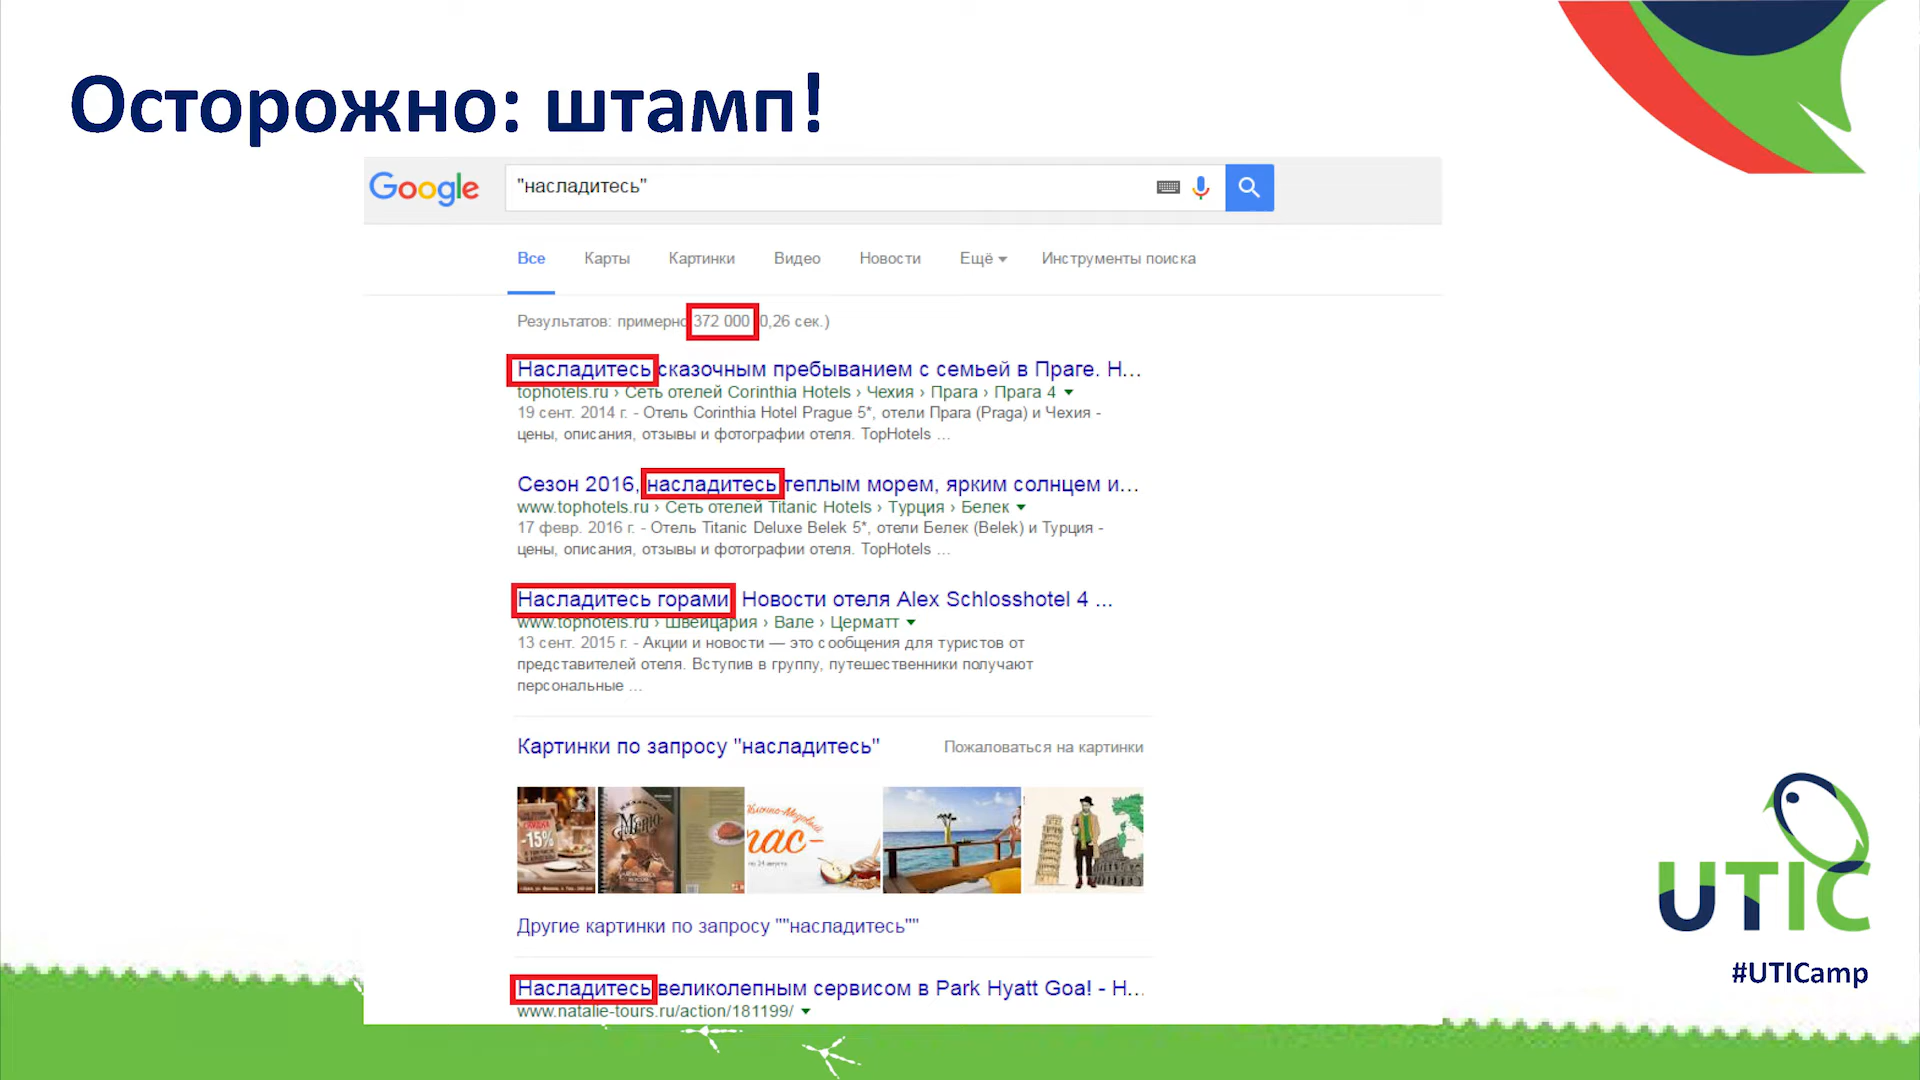 Осторожно: штамп!
Google
"насладитесь"
Все Карты Картинки Видео Новости Ещё Инструменты поиска
Результатов: примерно 372 000 0,26 сек.)
Насладитесь сказочным пребыванием с семьей в Праге. Н...
tophotels.ru › Сеть отелей Corinthia Hotels › Чехия › Прага › Прага 4
19 сент. 2014 г. - Отель Corinthia Hotel Prague 5*, отели Прага (Praga) и Чехия -
цены, описания, отзывы и фотографии отеля. TopHotels ...
Сезон 2016, насладитесь теплым морем, ярким солнцем и...
www.tophotels.ru › Сеть отелей Titanic Hotels › Турция › Белек
17 февр. 2016 г. - Отель Titanic Deluxe Belek 5*, отели Белек (Belek) и Турция -
цены, описания, отзывы и фотографии отеля. TopHotels ...
Насладитесь горами Новости отеля Alex Schlosshotel 4 ...
www.tophotels.ru › Швейцария › Вале › Церматт
13 сент. 2015 г. - Акции и новости — это сообщения для туристов от
представителей отеля. Вступив в группу, путешественники получают
персональные ...
Картинки по запросу "насладитесь" Пожаловаться на картинки
СКИДКА
-15%
Меню
Другие картинки по запросу ""насладитесь""
Насладитесь великолепным сервисом в Park Hyatt Goa! - Н...
www.natalie-tours.ru/action/181199/
UTIC
#UTICamp